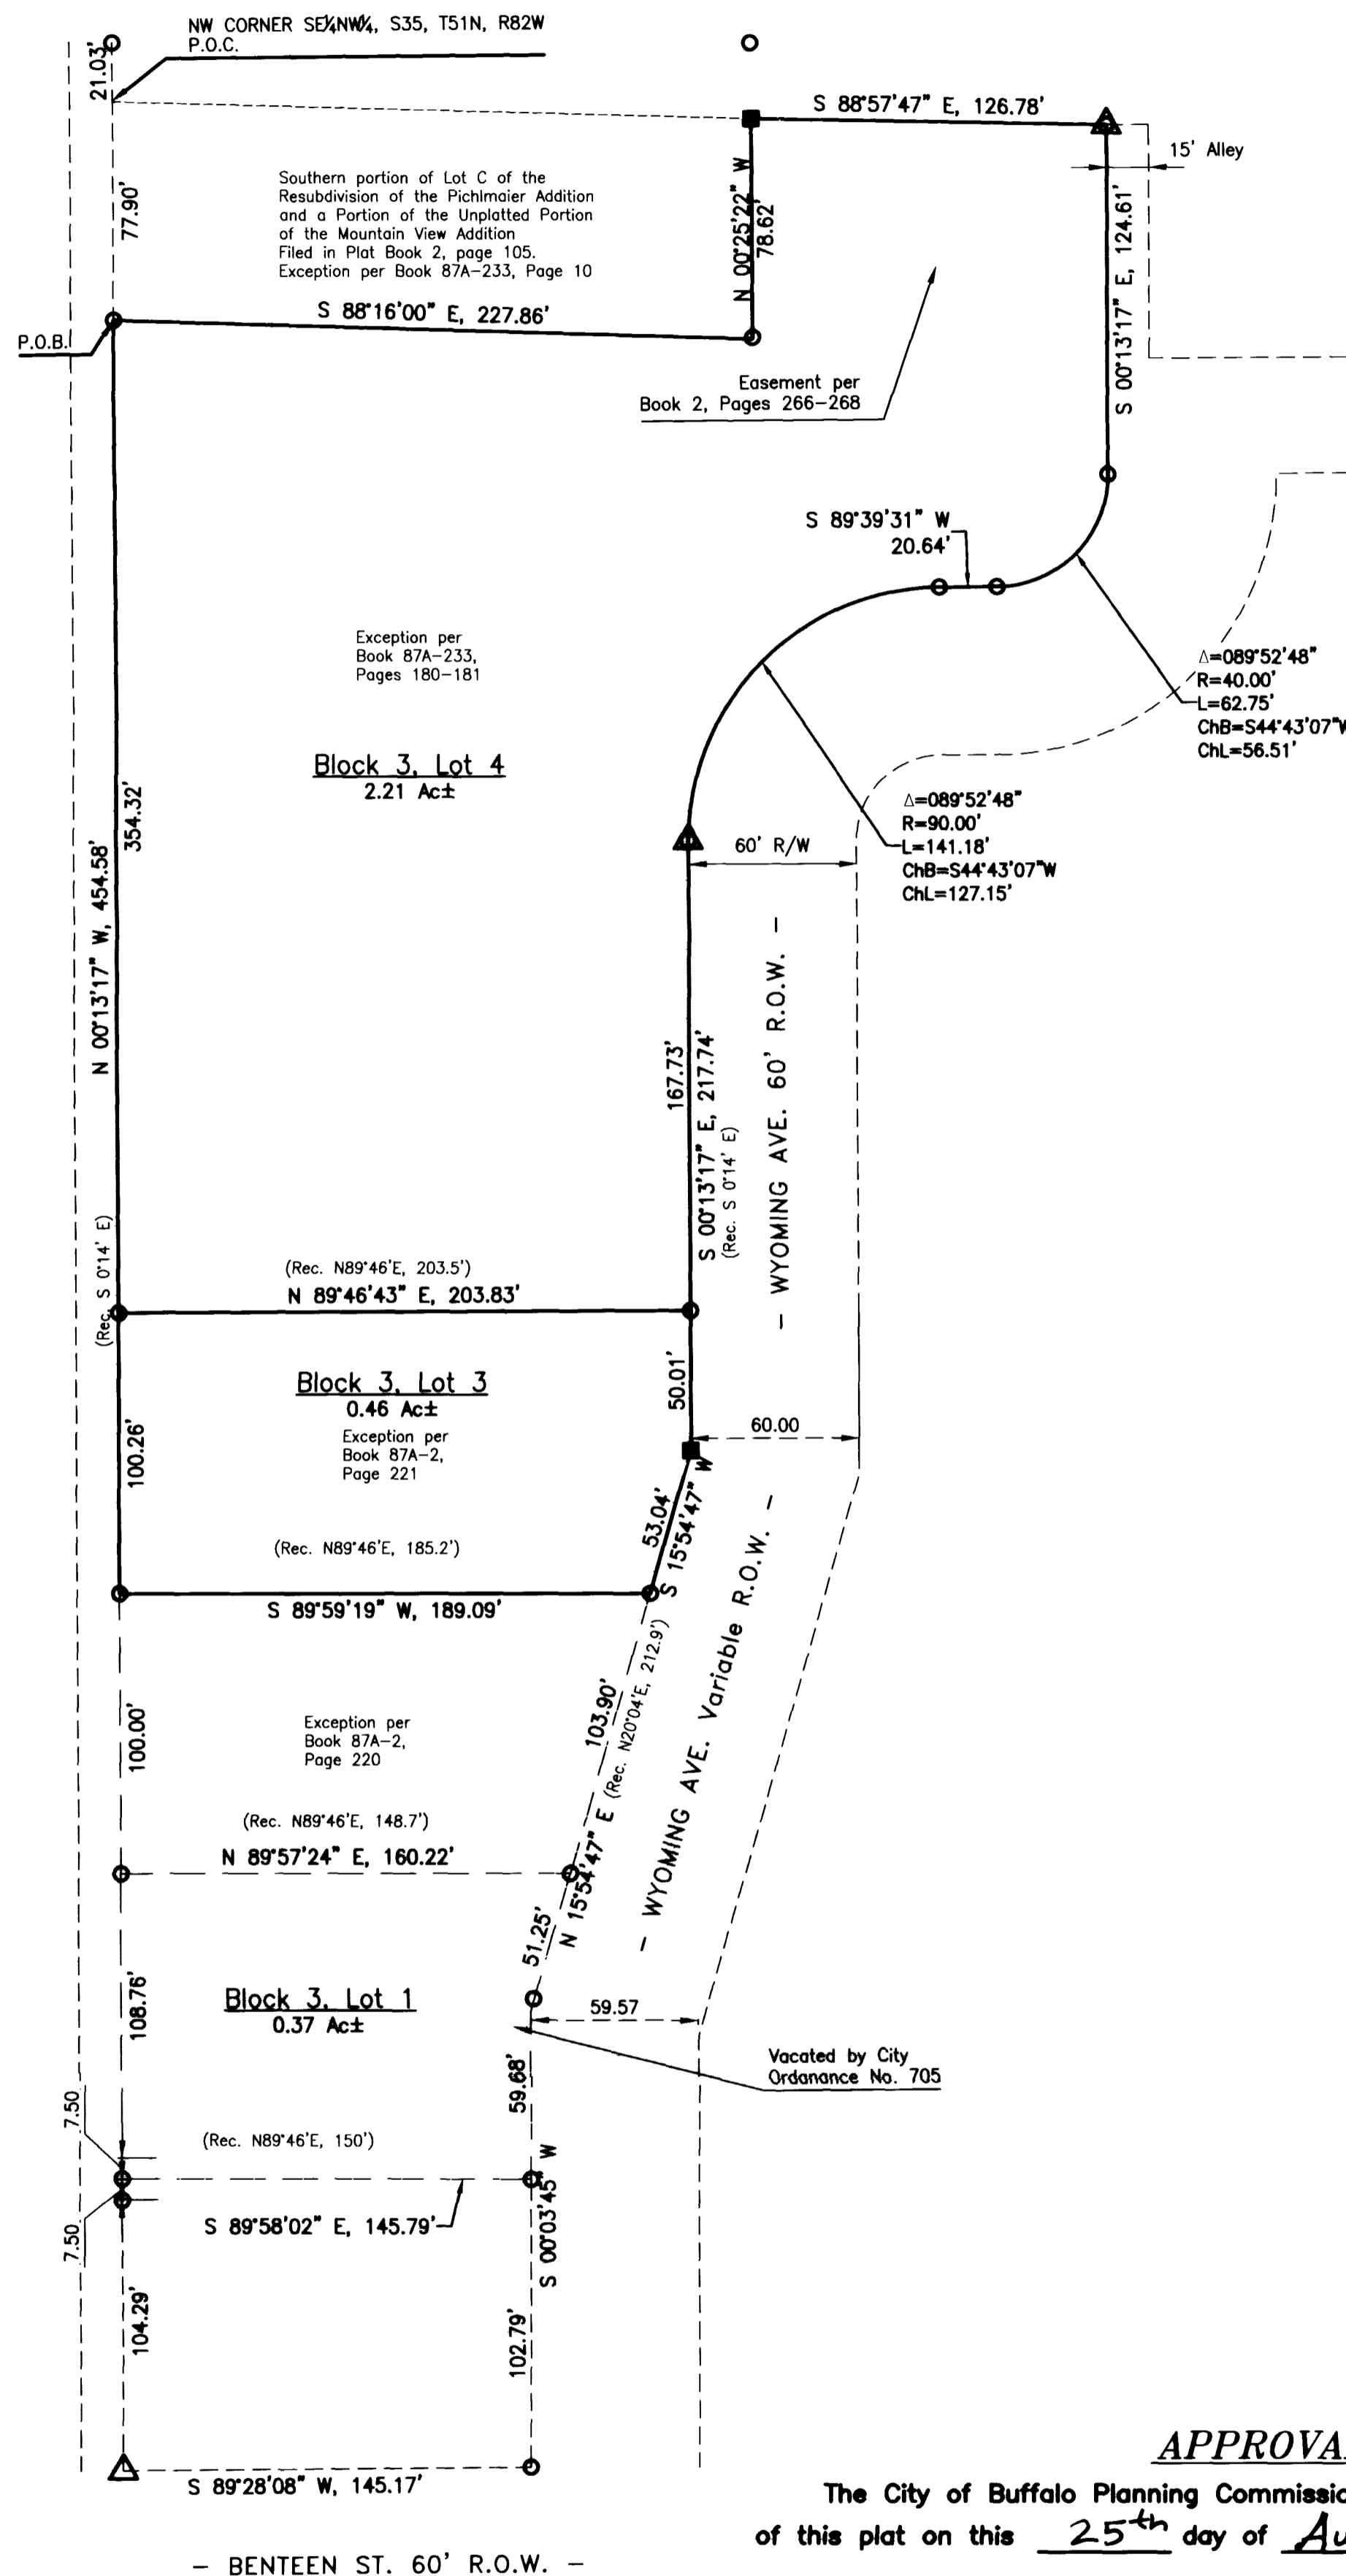 NW CORNER SE¼NW¼, S35, T51N, R82W
P.O.C.
21.03'
S 88°57'47" E, 126.78'
15' Alley
77.90'
Southern portion of Lot C of the
Resubdivision of the Pichlmaier Addition
and a Portion of the Unplatted Portion
of the Mountain View Addition
Filed in Plat Book 2, page 105.
Exception per Book 87A-233, Page 10
N 00°25'22" W
78.62'
S 00°13'17" E, 124.61'
S 88°16'00" E, 227.86'
P.O.B.
Easement per
Book 2, Pages 266-268
S 89°39'31" W
20.64'
Exception per
Book 87A-233,
Pages 180-181
Δ=089°52'48"
R=40.00'
L=62.75'
ChB=S44°43'07"W
ChL=56.51'
Block 3, Lot 4
2.21 Ac±
354.32'
N 00°13'17" W, 454.58'
(Rec. S 0°14' E)
Δ=089°52'48"
R=90.00'
L=141.18'
ChB=S44°43'07"W
ChL=127.15'
60' R/W
167.73'
S 00°13'17" E, 217.74'
(Rec. S 0°14' E)
- WYOMING AVE. 60' R.O.W. -
(Rec. N89°46'E, 203.5')
N 89°46'43" E, 203.83'
Block 3, Lot 3
0.46 Ac±
Exception per
Book 87A-2,
Page 221
100.26'
50.01'
60.00
53.04'
S 15°54'47" W
(Rec. N89°46'E, 185.2')
S 89°59'19" W, 189.09'
- WYOMING AVE. Variable R.O.W. -
100.00'
Exception per
Book 87A-2,
Page 220
103.90'
N 15°54'47" E (Rec. N20°04'E, 212.9')
(Rec. N89°46'E, 148.7')
N 89°57'24" E, 160.22'
51.25'
108.76'
Block 3, Lot 1
0.37 Ac±
59.57
Vacated by City
Ordanance No. 705
59.68'
7.50
(Rec. N89°46'E, 150')
S 89°58'02" E, 145.79'
7.50
S 00°03'45" W
104.29'
102.79'
S 89°28'08" W, 145.17'
- BENTEEN ST. 60' R.O.W. -
APPROVA
The City of Buffalo Planning Commissio
of this plat on this 25th day of Au